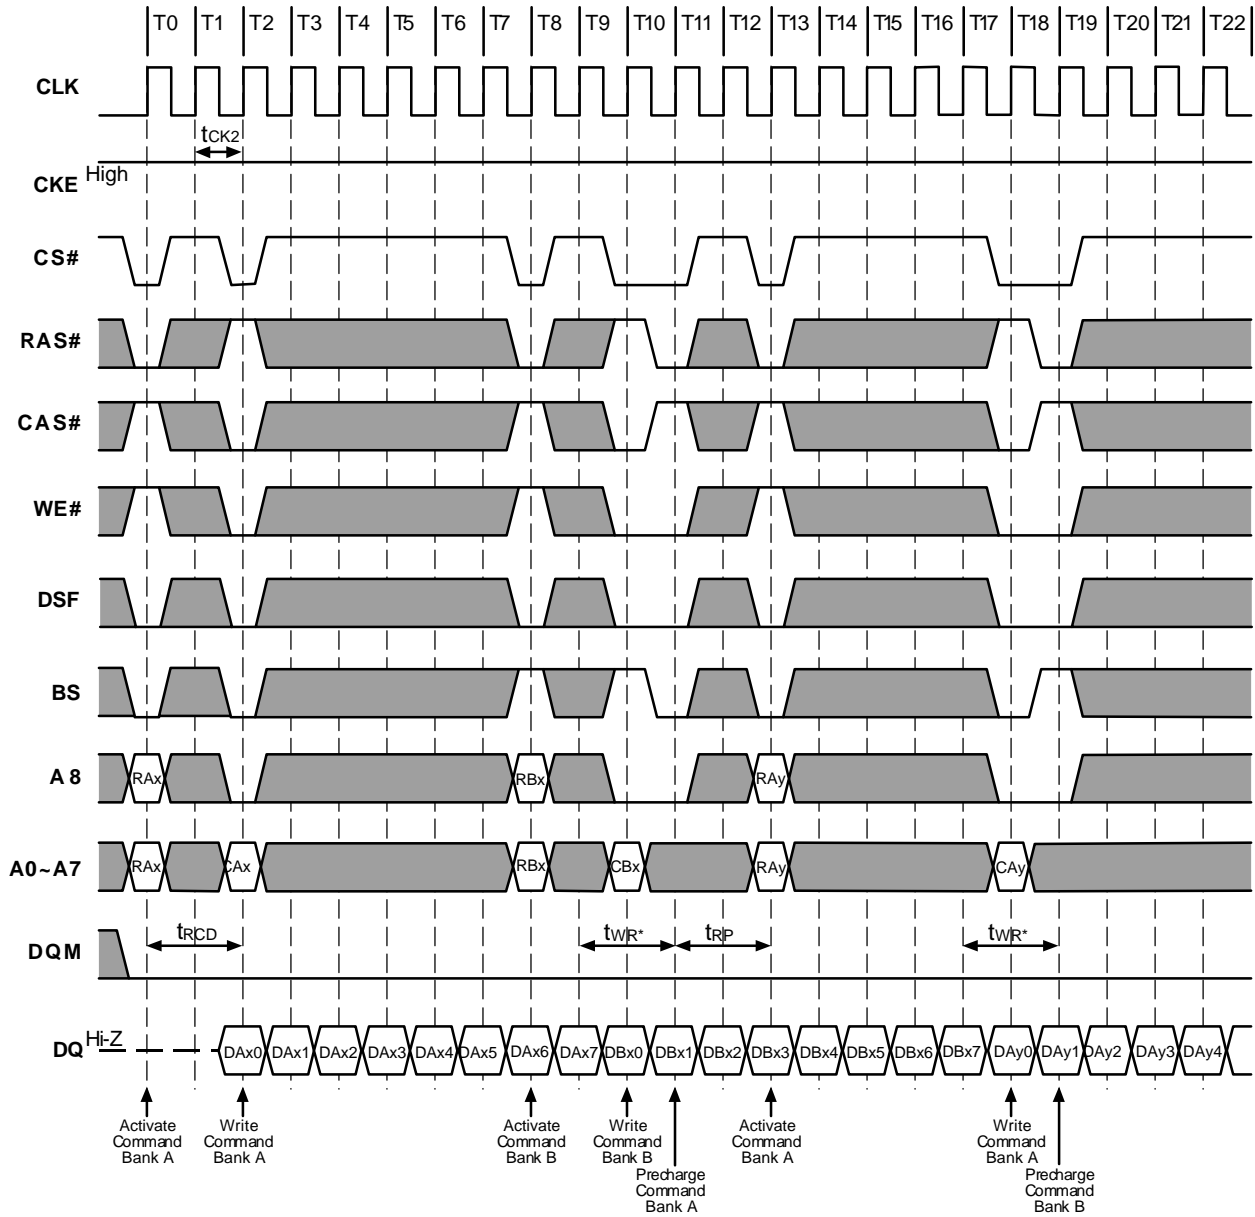 T0 T1 T2 T3 T4 T5 T6 T7 T8 T9 T10 T11 T12 T13 T14 T15 T16 T17 T18 T19 T20 T21 T22
CLK
tCK2
High
CKE
CS#
RAS#
CAS#
WE#
DSF
BS
A8 RAx RBx RAy
A0~A7 RAx CAx RBx CBx RAy CAy
tRCD tWR* tRP tWR*
DQM
Hi-Z
DQ DAx0 DAx1 DAx2 DAx3 DAx4 DAx5 DAx6 DAx7 DBx0 DBx1 DBx2 DBx3 DBx4 DBx5 DBx6 DBx7 DAy0 DAy1 DAy2 DAy3 DAy4
Activate
Command
Bank A
Write
Command
Bank A
Activate
Command
Bank B
Write
Command
Bank B
Precharge
Command
Bank A
Activate
Command
Bank A
Write
Command
Bank A
Precharge
Command
Bank B